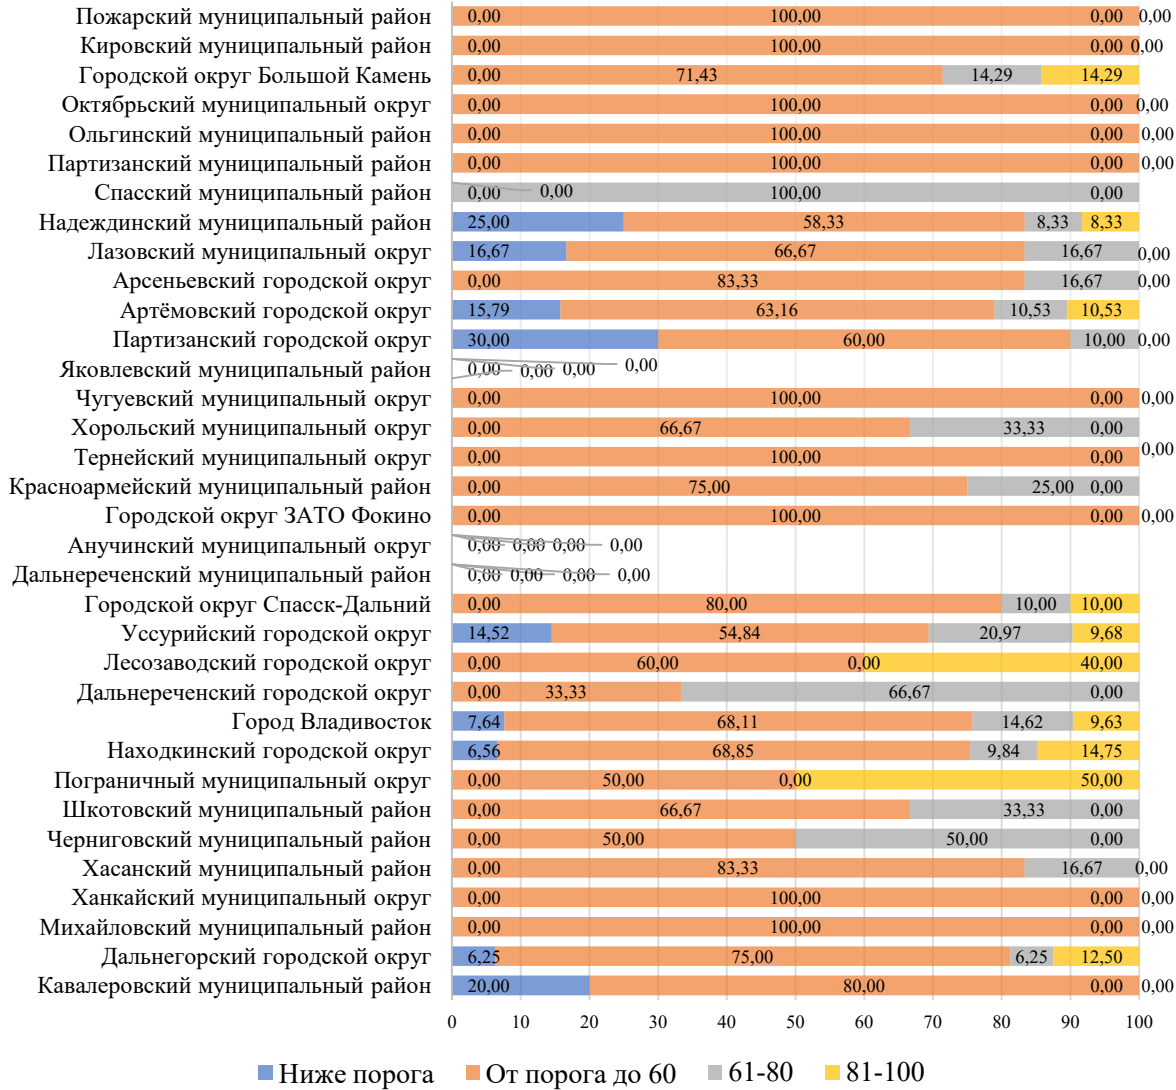 Пожарский муниципальный район 0,00 100,00 0,00 0,00
Кировский муниципальный район 0,00 100,00 0,00 0,00
Городской округ Большой Камень 0,00 71,43 14,29 14,29
Октябрьский муниципальный округ 0,00 100,00 0,00 0,00
Ольгинский муниципальный район 0,00 100,00 0,00 0,00
Партизанский муниципальный район 0,00 100,00 0,00 0,00
Спасский муниципальный район 0,00 0,00 100,00 0,00
Надеждинский муниципальный район 25,00 58,33 8,33 8,33
Лазовский муниципальный округ 16,67 66,67 16,67 0,00
Арсеньевский городской округ 0,00 83,33 16,67 0,00
Артёмовский городской округ 15,79 63,16 10,53 10,53
Партизанский городской округ 30,00 60,00 10,00 0,00
Яковлевский муниципальный район 0,00 0,00 0,00 0,00
Чугуевский муниципальный округ 0,00 100,00 0,00 0,00
Хорольский муниципальный округ 0,00 66,67 33,33 0,00
Тернейский муниципальный округ 0,00 100,00 0,00 0,00
Красноармейский муниципальный район 0,00 75,00 25,00 0,00
Городской округ ЗАТО Фокино 0,00 100,00 0,00 0,00
Анучинский муниципальный округ 0,00 0,00 0,00 0,00
Дальнереченский муниципальный район 0,00 0,00 0,00 0,00
Городской округ Спасск-Дальний 0,00 80,00 10,00 10,00
Уссурийский городской округ 14,52 54,84 20,97 9,68
Лесозаводский городской округ 0,00 60,00 0,00 40,00
Дальнереченский городской округ 0,00 33,33 66,67 0,00
Город Владивосток 7,64 68,11 14,62 9,63
Находкинский городской округ 6,56 68,85 9,84 14,75
Пограничный муниципальный округ 0,00 50,00 0,00 50,00
Шкотовский муниципальный район 0,00 66,67 33,33 0,00
Черниговский муниципальный район 0,00 50,00 50,00 0,00
Хасанский муниципальный район 0,00 83,33 16,67 0,00
Ханкайский муниципальный округ 0,00 100,00 0,00 0,00
Михайловский муниципальный район 0,00 100,00 0,00 0,00
Дальнегорский городской округ 6,25 75,00 6,25 12,50
Кавалеровский муниципальный район 20,00 80,00 0,00 0,00
0 10 20 30 40 50 60 70 80 90 100
Ниже порога От порога до 60 61-80 81-100